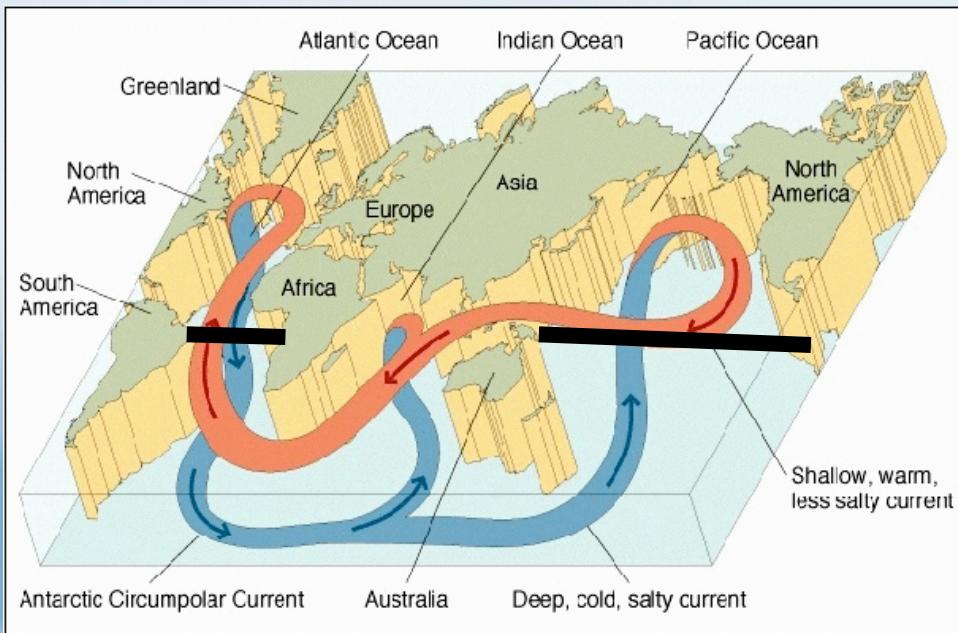 Atlantic Ocean
Indian Ocean
Pacific Ocean
Greenland
North
America
Asia
North
America
Europe
South
America
Africa
Shallow, warm,
less salty current
Antarctic Circumpolar Current
Australia
Deep, cold, salty current